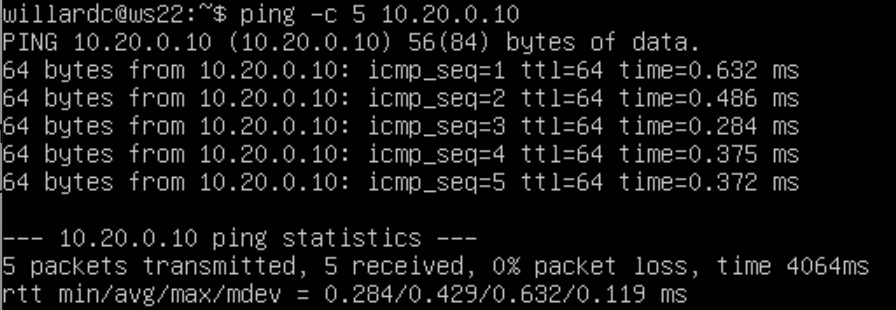 willardc@ws22:~$ ping -c 5 10.20.0.10
PING 10.20.0.10 (10.20.0.10) 56(84) bytes of data.
64 bytes from 10.20.0.10: icmp_seq=1 ttl=64 time=0.632 ms
64 bytes from 10.20.0.10: icmp_seq=2 ttl=64 time=0.486 ms
64 bytes from 10.20.0.10: icmp_seq=3 ttl=64 time=0.284 ms
64 bytes from 10.20.0.10: icmp_seq=4 ttl=64 time=0.375 ms
64 bytes from 10.20.0.10: icmp_seq=5 ttl=64 time=0.372 ms

--- 10.20.0.10 ping statistics ---
5 packets transmitted, 5 received, 0% packet loss, time 4064ms
rtt min/avg/max/mdev = 0.284/0.429/0.632/0.119 ms